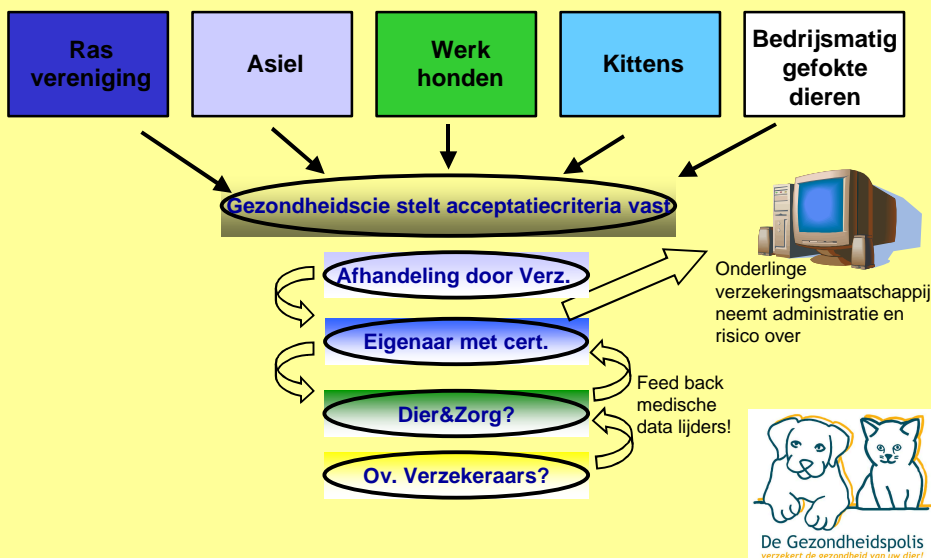 Ras
vereniging
Asiel
Werk
honden
Kittens
Bedrijsmatig
gefokte
dieren
Gezondheidscie stelt acceptatiecriteria vast
Afhandeling door Verz.
Onderlinge
verzekeringsmaatschappij
neemt administratie en
risico over
Eigenaar met cert.
Feed back
medische
data lijders!
Dier&Zorg?
Ov. Verzekeraars?
De Gezondheidspolis
verzekert de gezondheid van uw dier!